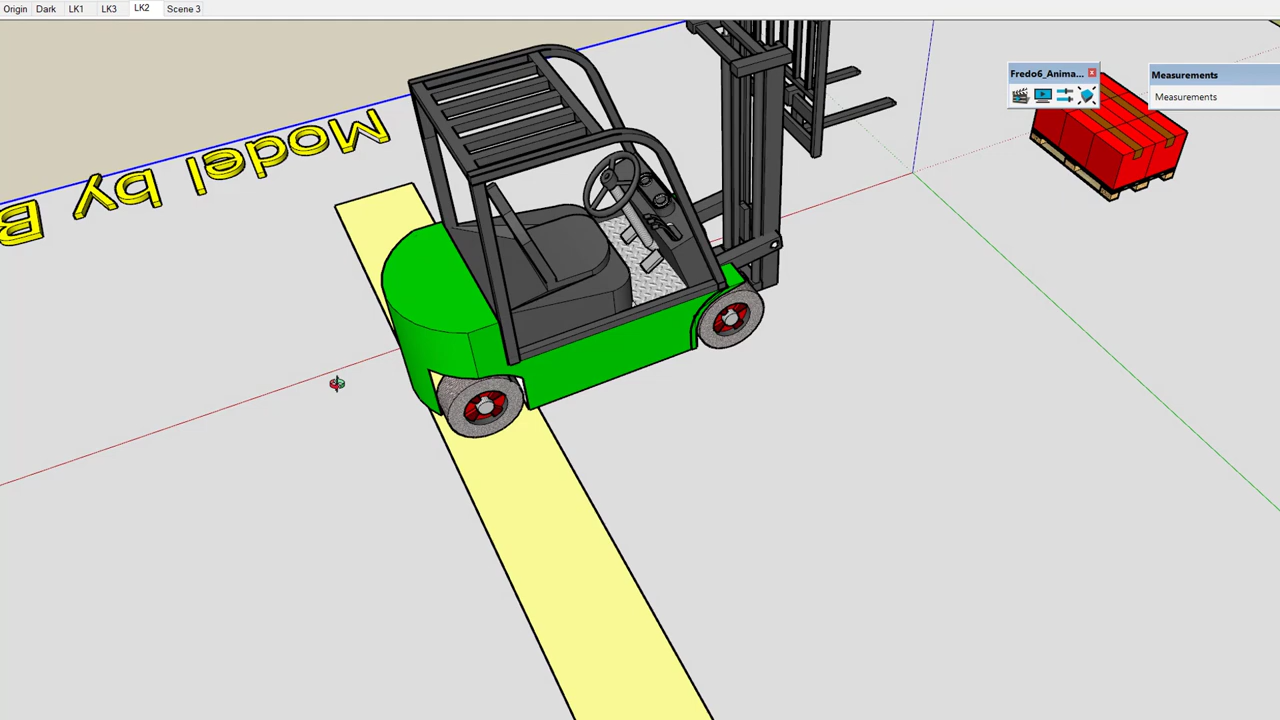 Origin Dark LK1 LK3 LK2 Scene 3
Fredo6_Anima...
Measurements
Measurements
Model by B